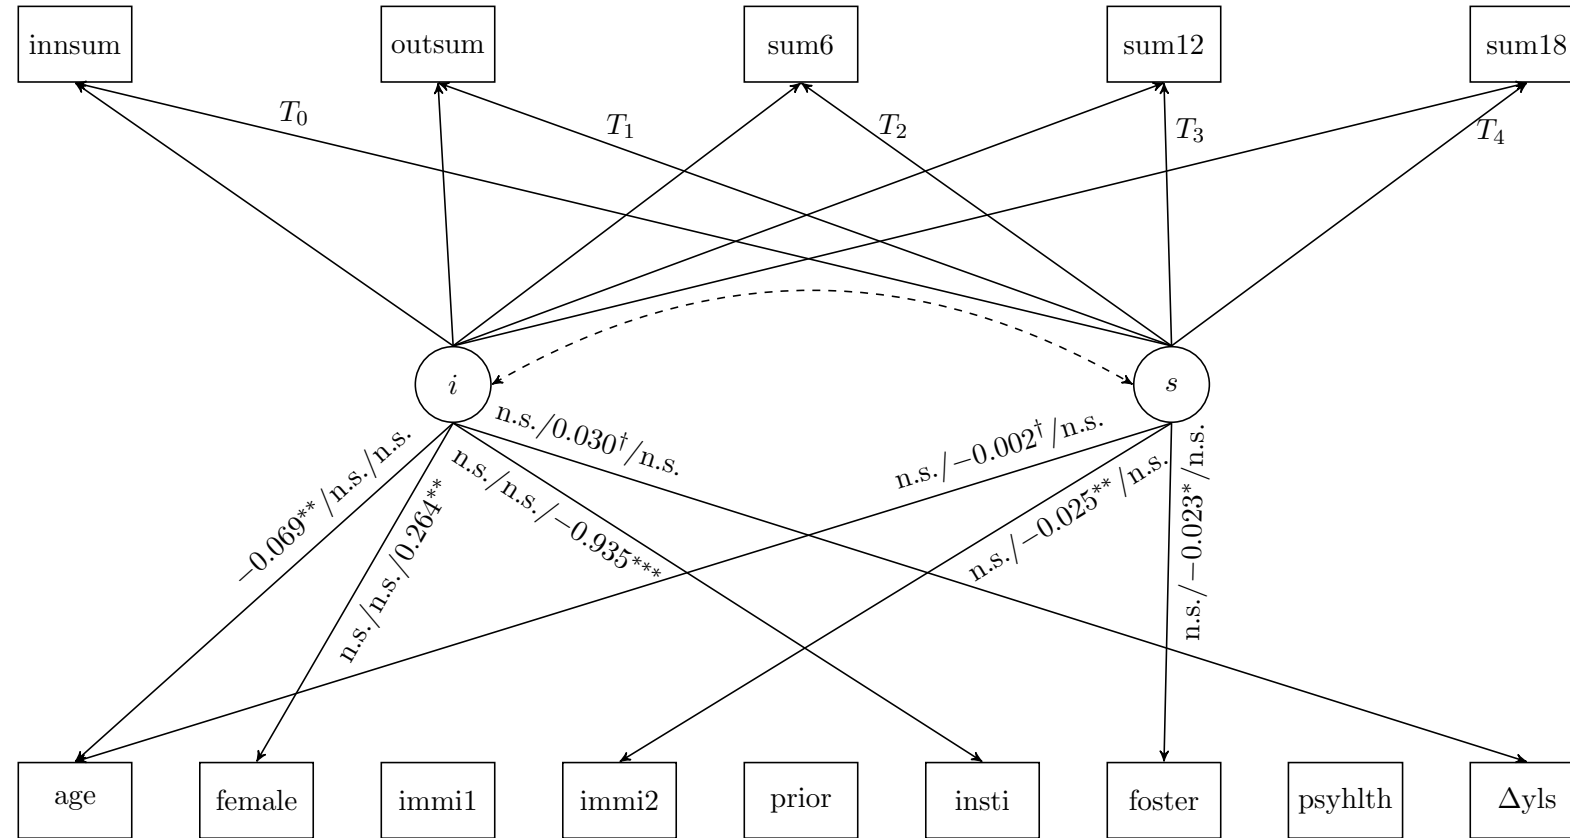 innsum
outsum
sum6
sum12
sum18
T₀
T₁
T₂
T₃
T₄
i
s
−0.069**/n.s./n.s.
n.s./n.s./0.264**
n.s./n.s./−0.935***
n.s./0.030†/n.s.
n.s./−0.002†/n.s.
n.s./−0.025**/n.s.
n.s./−0.023*/n.s.
age
female
immi1
immi2
prior
insti
foster
psyhlth
Δyls